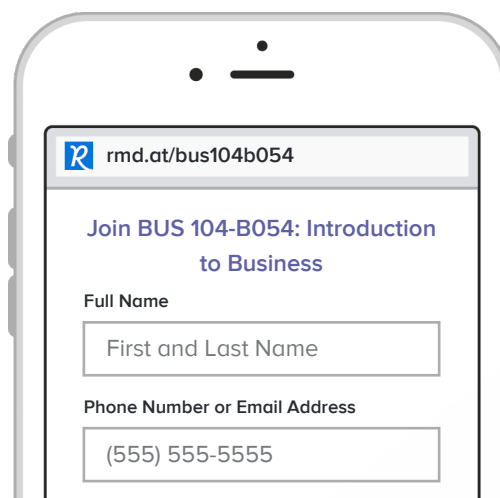 rmd.at/bus104b054
Join BUS 104-B054: Introduction
to Business
Full Name
First and Last Name
Phone Number or Email Address
(555) 555-5555